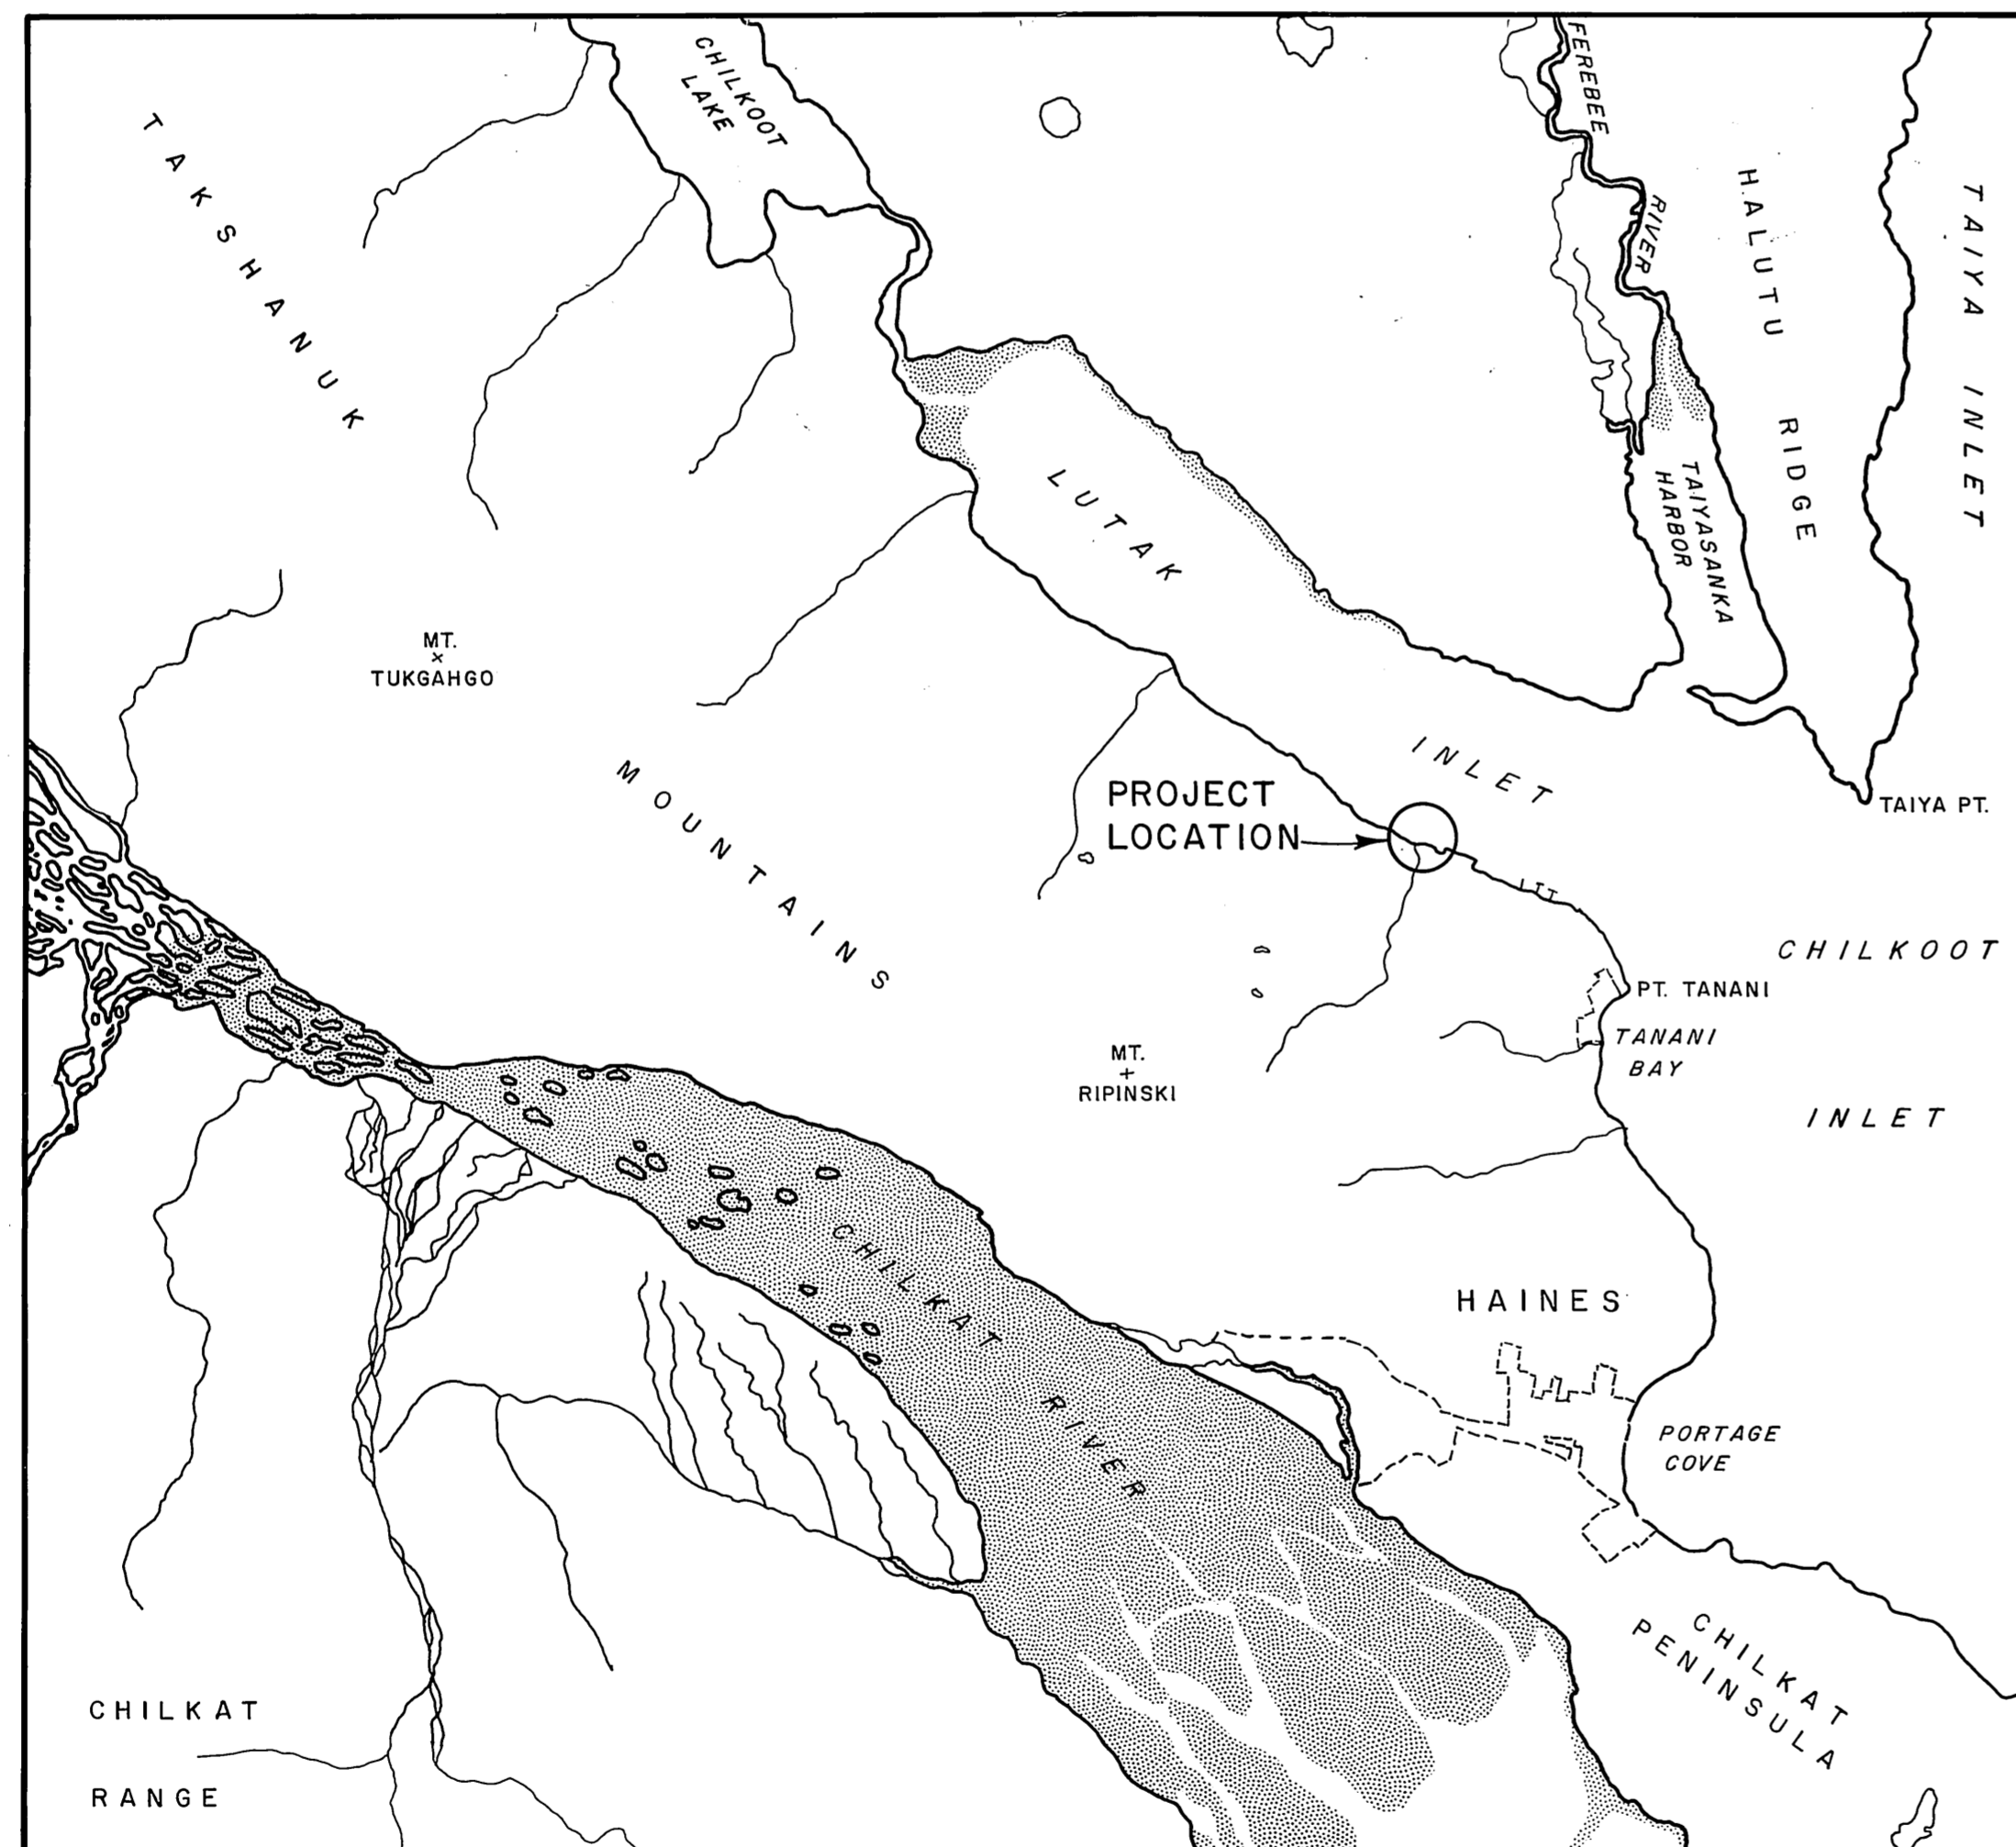 CHILKOOT
LAKE
FEREBEE
RIVER
TAKSHANUK
MOUNTAINS
HALUTU
RIDGE
TAIYA INLET
LUTAK
INLET
TAIYASANKA
HARBOR
MT.
TUKGAHGO
PROJECT
LOCATION
TAIYA PT.
CHILKOOT
INLET
PT. TANANI
TANANI
BAY
MT.
RIPINSKI
CHILKAT
RIVER
HAINES
PORTAGE
COVE
CHILKAT
PENINSULA
CHILKAT
RANGE